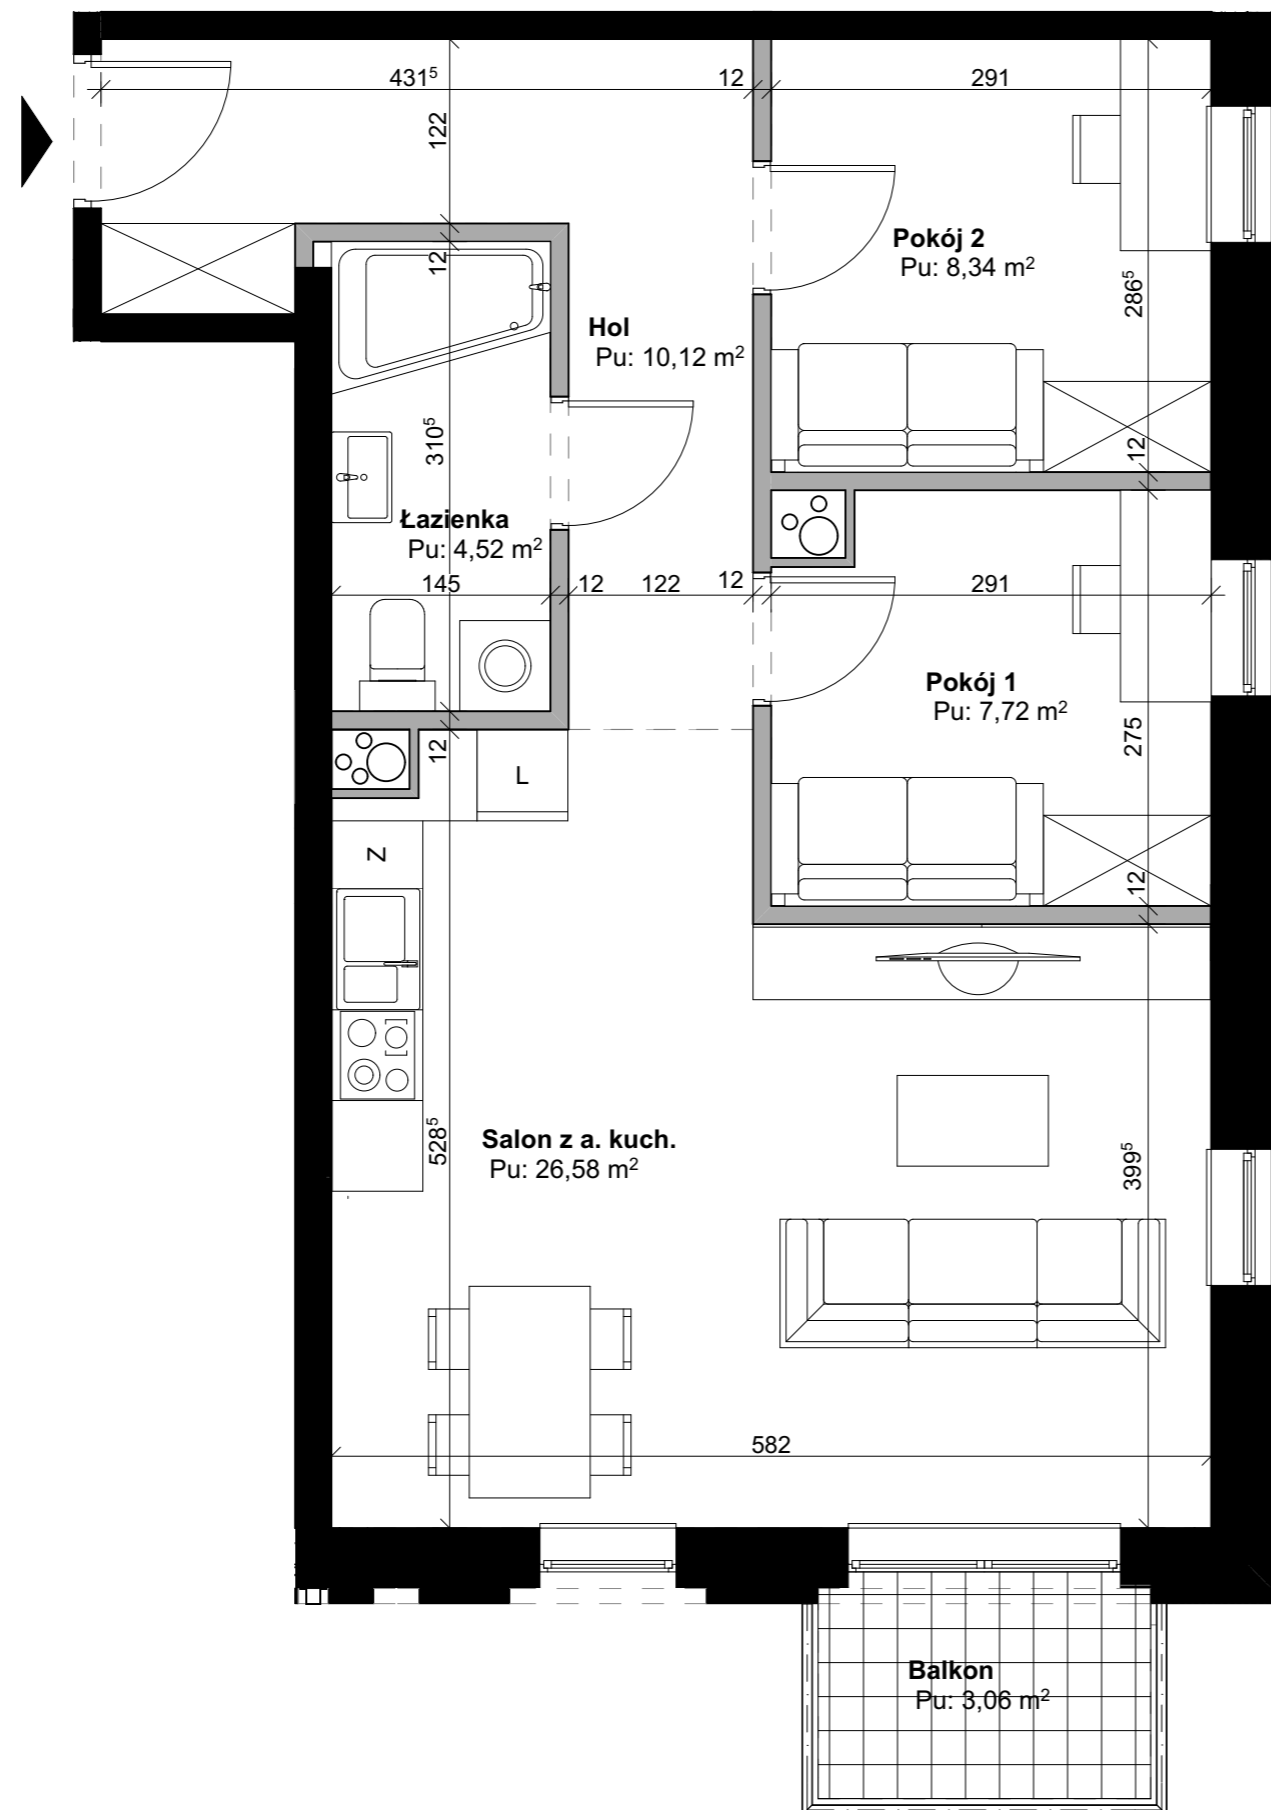 431⁵
12
291
122
12
Pokój 2
Pu: 8,34 m²
286⁵
Hol
Pu: 10,12 m²
310⁵
12
Łazienka
Pu: 4,52 m²
145
12
122
12
291
Pokój 1
Pu: 7,72 m²
275
12
L
Z
12
528⁵
Salon z a. kuch.
Pu: 26,58 m²
399⁵
582
Balkon
Pu: 3,06 m²